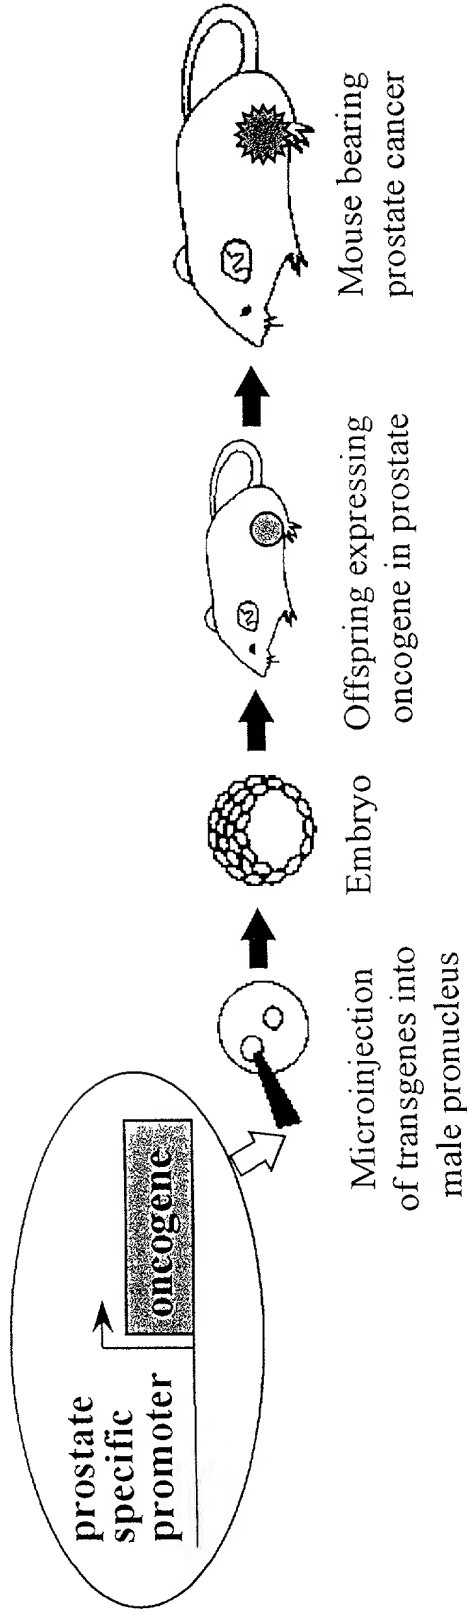 prostate
specific
promoter
oncogene
Microinjection
of transgenes into
male pronucleus
Embryo
Offspring expressing
oncogene in prostate
Mouse bearing
prostate cancer